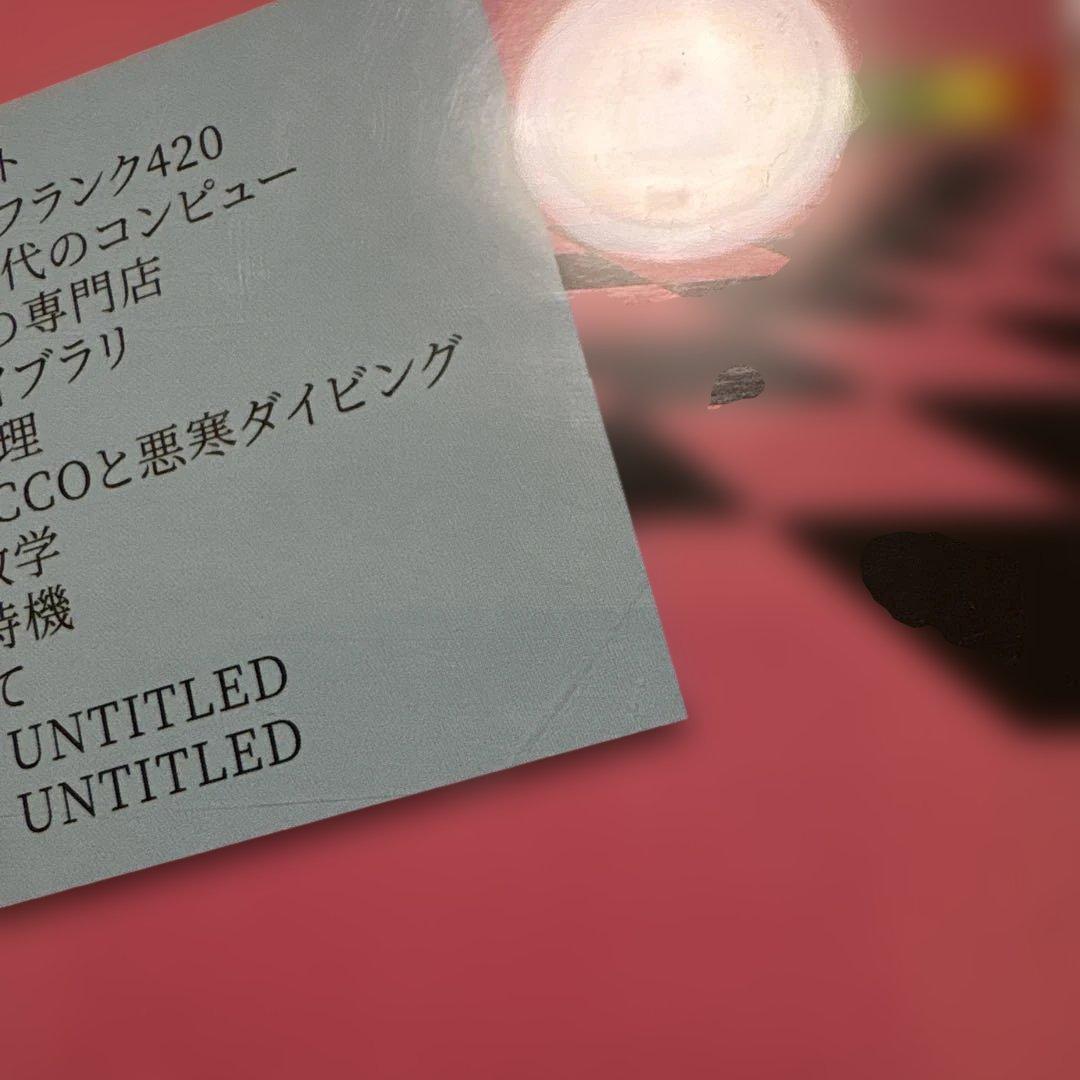 ト
フランク420
代のコンピュー
の専門店
イブラリ
理
CCOと悪寒ダイビング
数学
待機
て
UNTITLED
UNTITLED